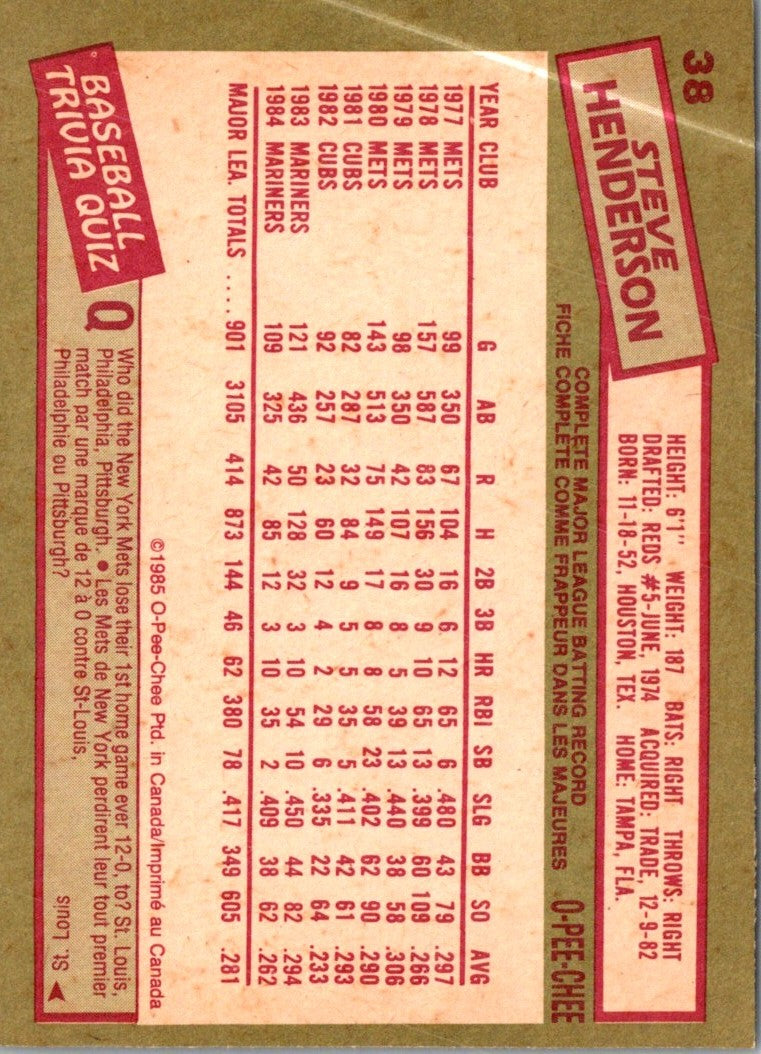 38
STEVE
HENDERSON
HEIGHT: 6'1" WEIGHT: 187 BATS: RIGHT THROWS: RIGHT
DRAFTED: REDS #5-JUNE, 1974 ACQUIRED: TRADE, 12-9-82
BORN: 11-18-52, HOUSTON, TEX. HOME: TAMPA, FLA.
COMPLETE MAJOR LEAGUE BATTING RECORD
FICHE COMPLÈTE COMME FRAPPEUR DANS LES MAJEURES
O-PEE-CHEE
YEAR CLUB G AB R H 2B 3B HR RBI SB SLG BB SO AVG
1977 METS 99 350 67 104 16 6 12 65 6 .480 43 79 .297
1978 METS 157 587 83 156 30 9 10 65 13 .399 60 109 .266
1979 METS 98 350 42 107 16 8 5 39 13 .440 38 58 .306
1980 METS 143 513 75 149 17 8 8 58 23 .402 62 90 .290
1981 CUBS 82 287 32 84 9 5 5 35 5 .411 42 61 .293
1982 CUBS 92 257 23 60 12 4 2 29 6 .335 22 64 .233
1983 MARINERS 121 436 50 128 32 3 10 54 10 .450 44 82 .294
1984 MARINERS 109 325 42 85 12 3 10 35 2 .409 38 62 .262
MAJOR LEA. TOTALS .... 901 3105 414 873 144 46 62 380 78 .417 349 605 .281
©1985 O-Pee-Chee Ptd. in Canada/Imprimé au Canada
BASEBALL
TRIVIA QUIZ
Q
Who did the New York Mets lose their 1st home game ever 12-0, to? St. Louis,
Philadelphia, Pittsburgh. ● Les Mets de New York perdirent leur tout premier
match par une marque de 12 à 0 contre St-Louis,
Philadelphie ou Pittsburgh?
St. Louis